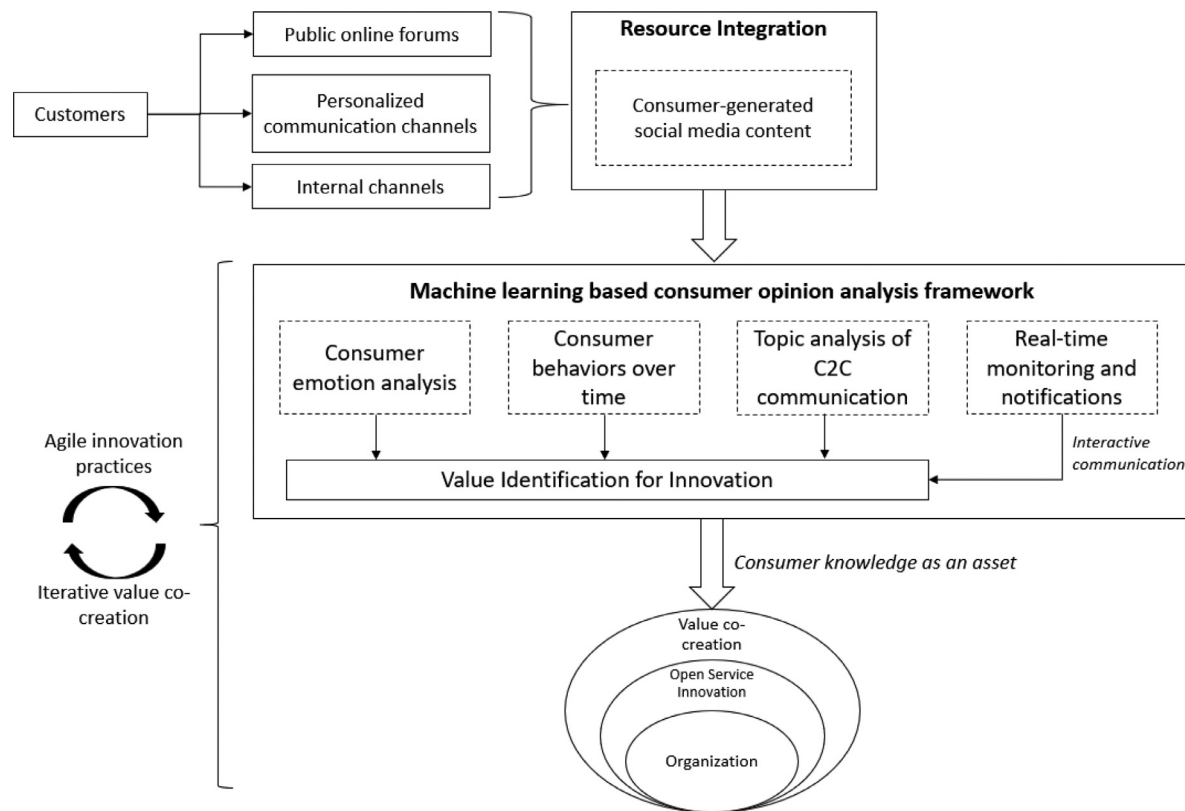 Public online forums
Resource Integration
Customers
Personalized
communication channels
Consumer-generated
social media content
Internal channels
Machine learning based consumer opinion analysis framework
Consumer
emotion analysis
Consumer
behaviors over
time
Topic analysis of
C2C
communication
Real-time
monitoring and
notifications
Interactive
communication
Value Identification for Innovation
Agile innovation
practices
Iterative value co-
creation
Consumer knowledge as an asset
Value co-
creation
Open Service
Innovation
Organization